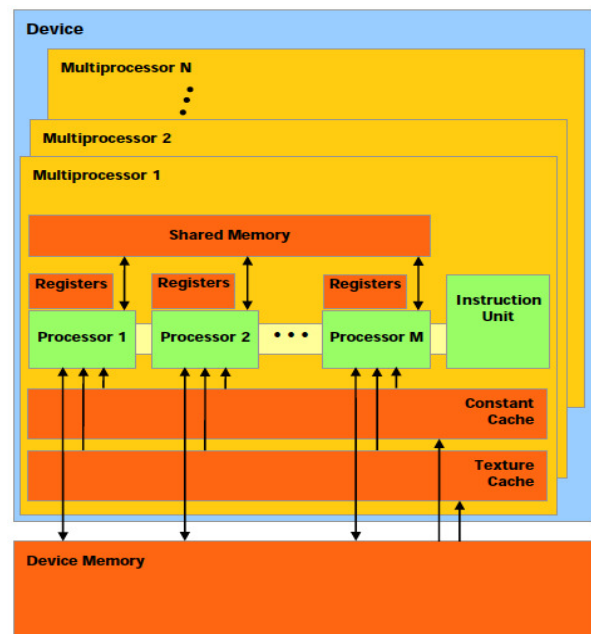 Device
Multiprocessor N
Multiprocessor 2
Multiprocessor 1
Shared Memory
Registers
Registers
Registers
Instruction
Unit
Processor 1
Processor 2
Processor M
Constant
Cache
Texture
Cache
Device Memory